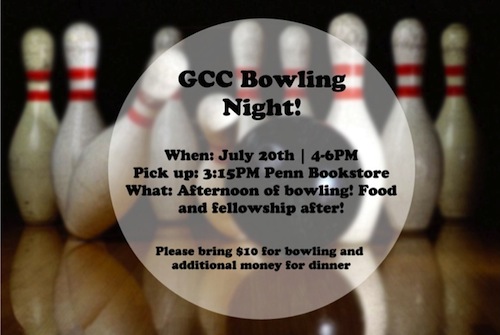 GCC Bowling
Night!
When: July 20th | 4-6PM
Pick up: 3:15PM Penn Bookstore
What: Afternoon of bowling! Food
and fellowship after!
Please bring $10 for bowling and
additional money for dinner